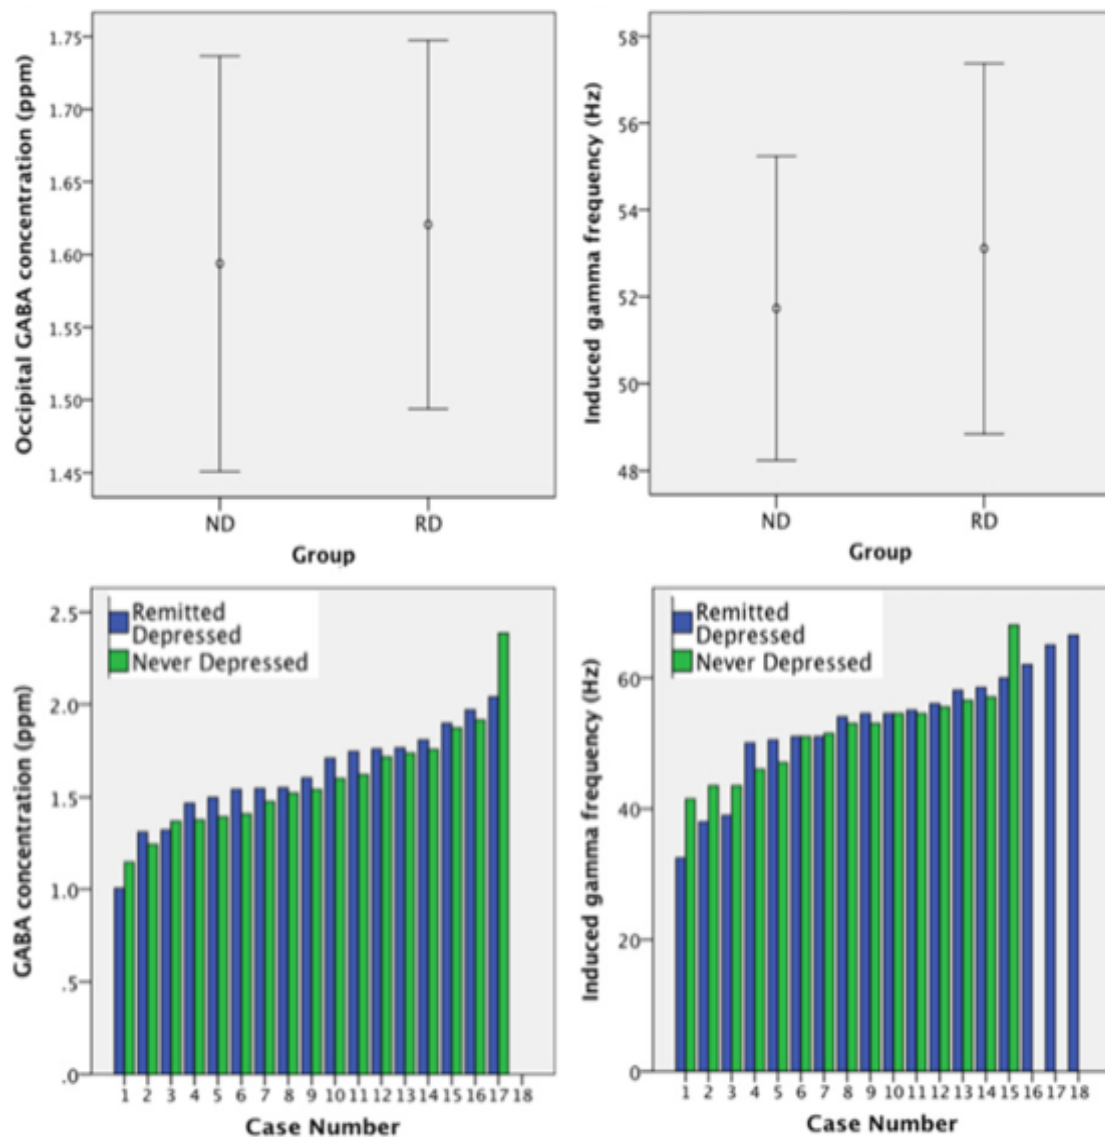 Occipital GABA concentration (ppm)
1.75
1.70
1.65
1.60
1.55
1.50
1.45
ND RD
Group
Induced gamma frequency (Hz)
58
56
54
52
50
48
ND RD
Group
GABA concentration (ppm)
2.5
2.0
1.5
1.0
.5
.0
Remitted
Depressed
Never Depressed
1 2 3 4 5 6 7 8 9 10 11 12 13 14 15 16 17 18
Case Number
Induced gamma frequency (Hz)
60
40
20
0
Remitted
Depressed
Never Depressed
1 2 3 4 5 6 7 8 9 10 11 12 13 14 15 16 17 18
Case Number